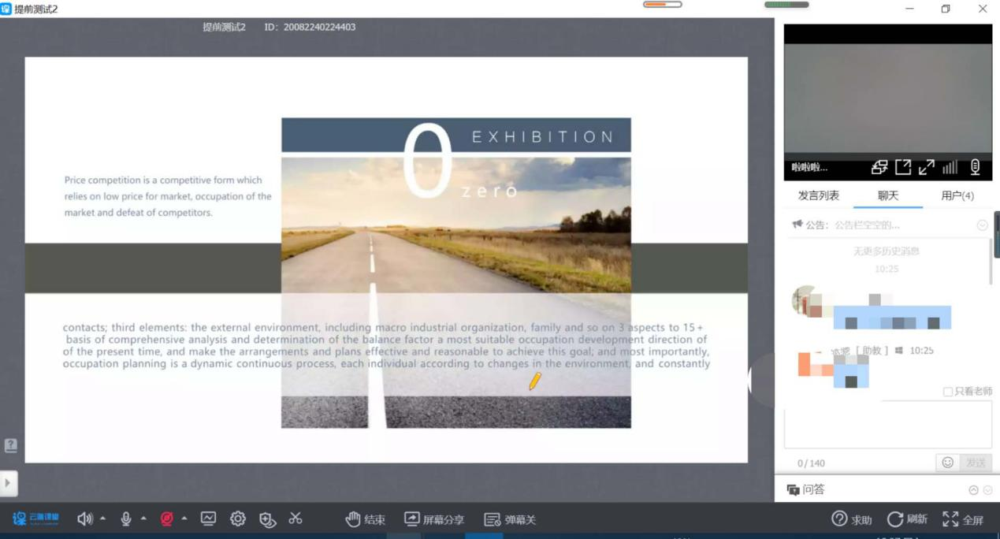 提前测试2
提前测试2 ID：20082240224403
EXHIBITION
0
zero
Price competition is a competitive form which
relies on low price for market, occupation of the
market and defeat of competitors.
contacts; third elements: the external environment, including macro industrial organization, family and so on 3 aspects to 15 +
basis of comprehensive analysis and determination of the balance factor a most suitable occupation development direction of
of the present time, and make the arrangements and plans effective and reasonable to achieve this goal; and most importantly,
occupation planning is a dynamic continuous process, each individual according to changes in the environment, and constantly
啦啦啦...
发言列表 聊天 用户(4)
公告： 公告栏空空的...
无更多历史消息
10:25
[ 助教 ] 10:25
只看老师
0/140 发送
问答
云端课堂 结束 屏幕分享 弹幕关 求助 刷新 全屏